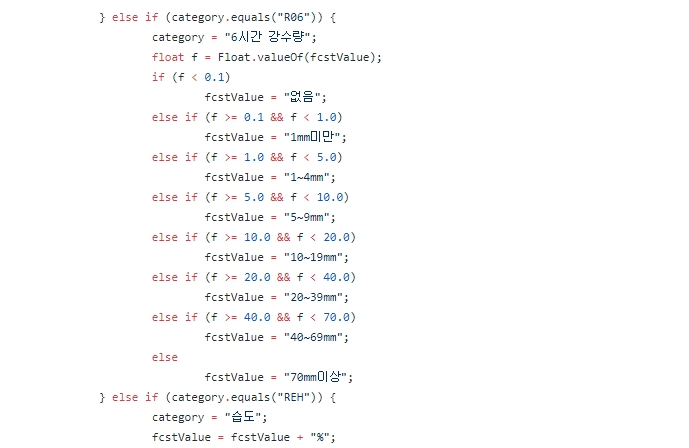 } else if (category.equals("R06")) {
category = "6시간 강수량";
float f = Float.valueOf(fcstValue);
if (f < 0.1)
fcstValue = "없음";
else if (f >= 0.1 && f < 1.0)
fcstValue = "1mm미만";
else if (f >= 1.0 && f < 5.0)
fcstValue = "1~4mm";
else if (f >= 5.0 && f < 10.0)
fcstValue = "5~9mm";
else if (f >= 10.0 && f < 20.0)
fcstValue = "10~19mm";
else if (f >= 20.0 && f < 40.0)
fcstValue = "20~39mm";
else if (f >= 40.0 && f < 70.0)
fcstValue = "40~69mm";
else
fcstValue = "70mm이상";
} else if (category.equals("REH")) {
category = "습도";
fcstValue = fcstValue + "%";